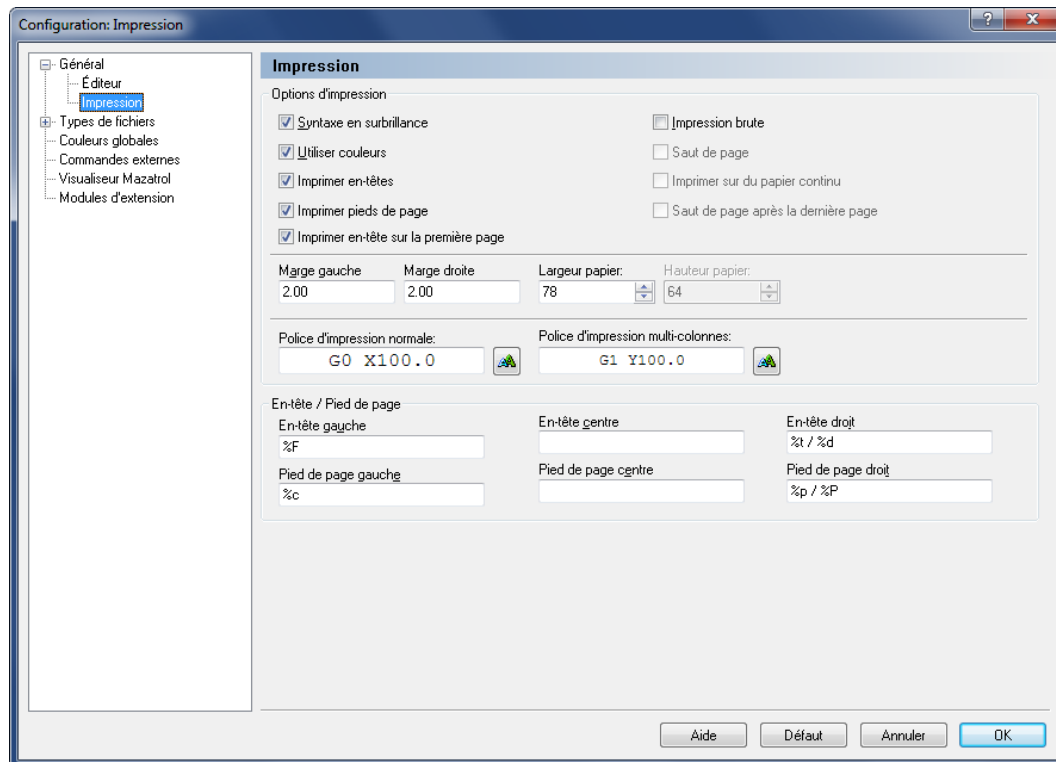 Configuration: Impression
Général
Éditeur
Impression
Types de fichiers
Couleurs globales
Commandes externes
Visualiseur Mazatrol
Modules d'extension
Impression
Options d'impression
Syntaxe en surbrillance
Impression brute
Utiliser couleurs
Saut de page
Imprimer en-têtes
Imprimer sur du papier continu
Imprimer pieds de page
Saut de page après la dernière page
Imprimer en-tête sur la première page
Marge gauche Marge droite Largeur papier: Hauteur papier:
2.00 2.00 78 64
Police d'impression normale: Police d'impression multi-colonnes:
G0 X100.0 G1 Y100.0
En-tête / Pied de page
En-tête gauche En-tête centre En-tête droit
%F %t / %d
Pied de page gauche Pied de page centre Pied de page droit
%c %p / %P
Aide Défaut Annuler OK